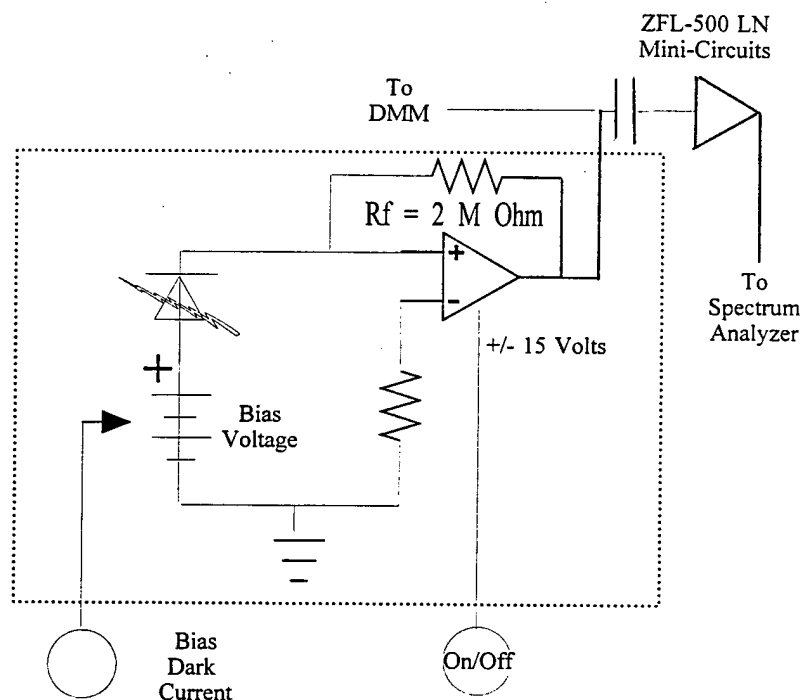 ZFL-500 LN
Mini-Circuits
To
DMM
Rf = 2 M Ohm
+
-
+/- 15 Volts
To
Spectrum
Analyzer
+
Bias
Voltage
Bias
Dark
Current
On/Off